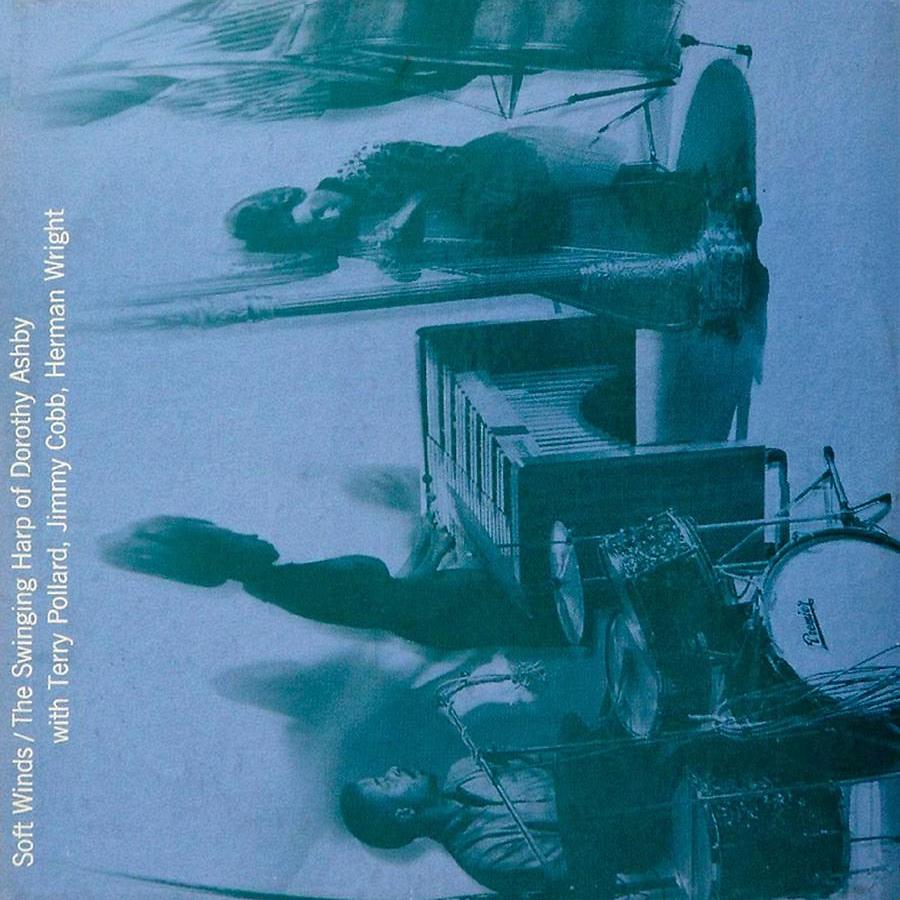 Soft Winds / The Swinging Harp of Dorothy Ashby
with Terry Pollard, Jimmy Cobb, Herman Wright
Premier